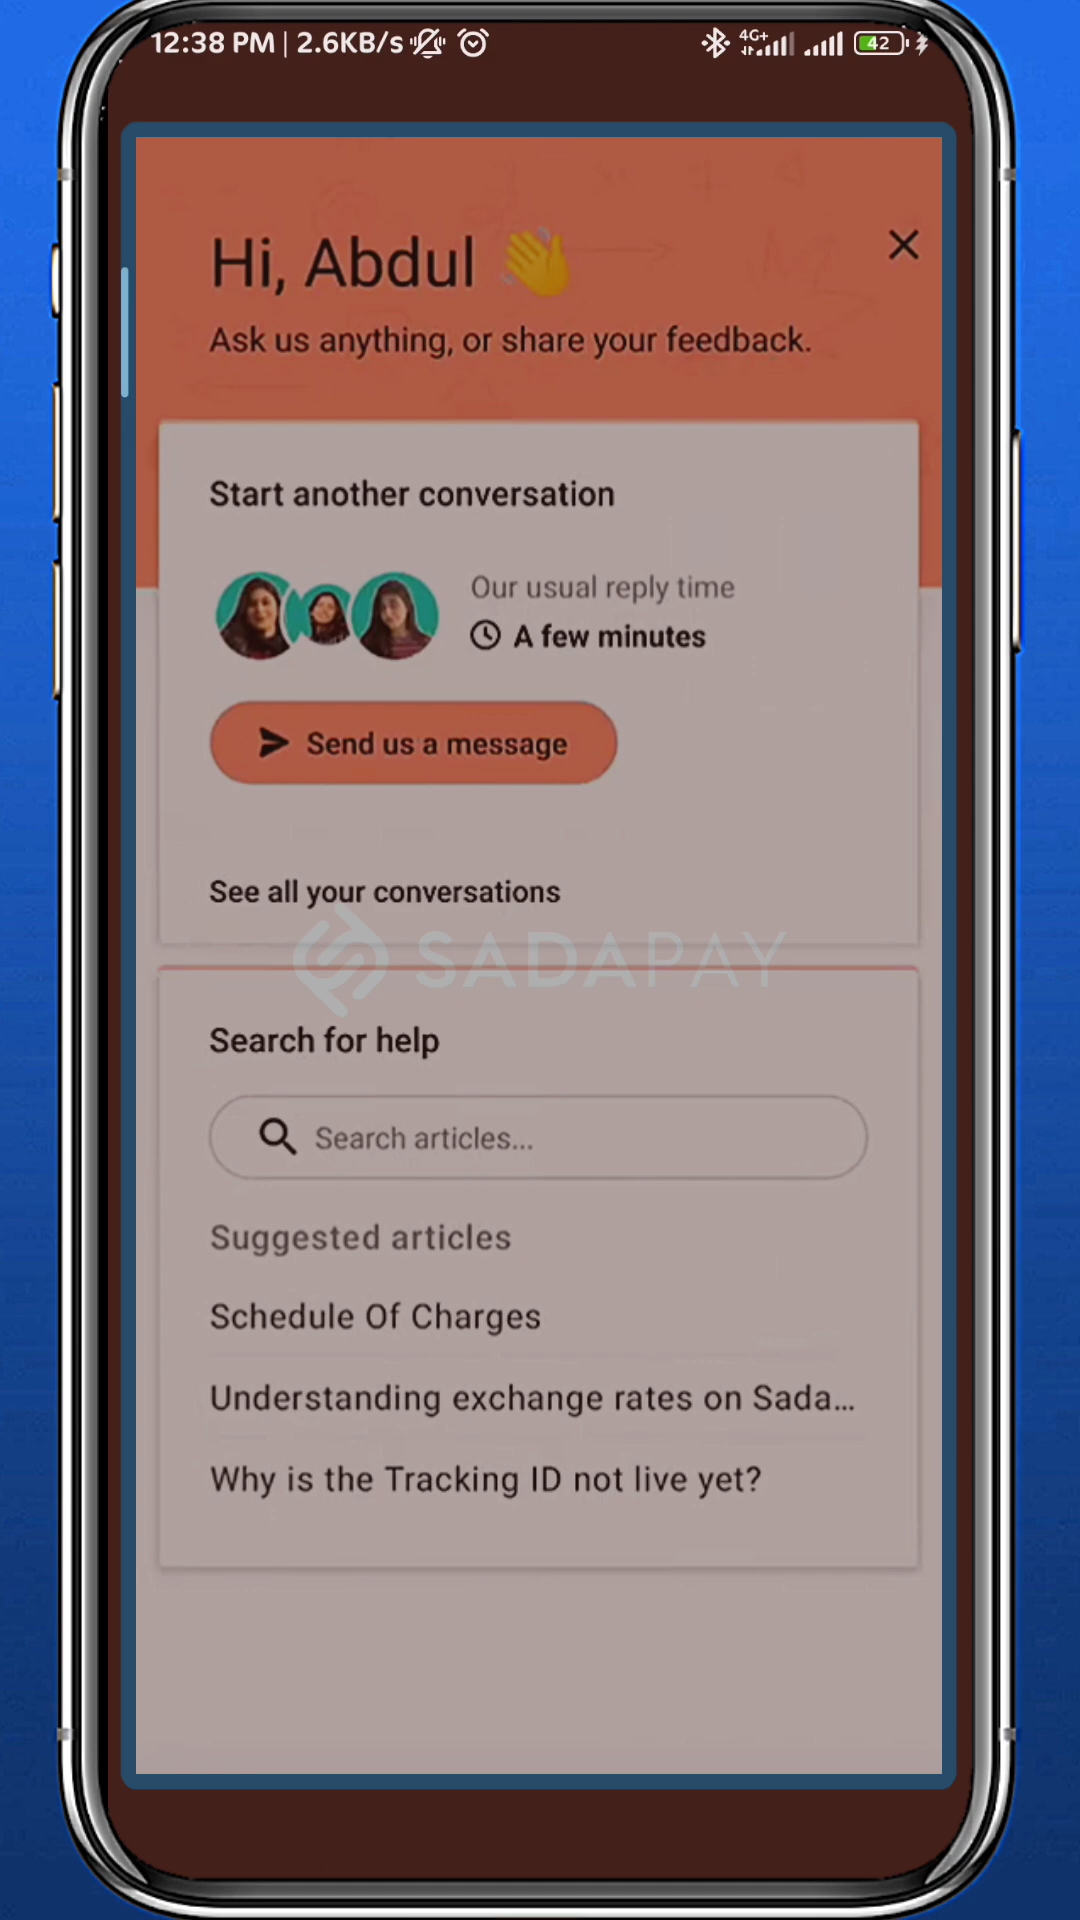 12:38 PM | 2.6KB/s
4G+
42
Hi, Abdul 👋
Ask us anything, or share your feedback.
Start another conversation
Our usual reply time
A few minutes
Send us a message
See all your conversations
SADAPAY
Search for help
Search articles...
Suggested articles
Schedule Of Charges
Understanding exchange rates on Sada...
Why is the Tracking ID not live yet?